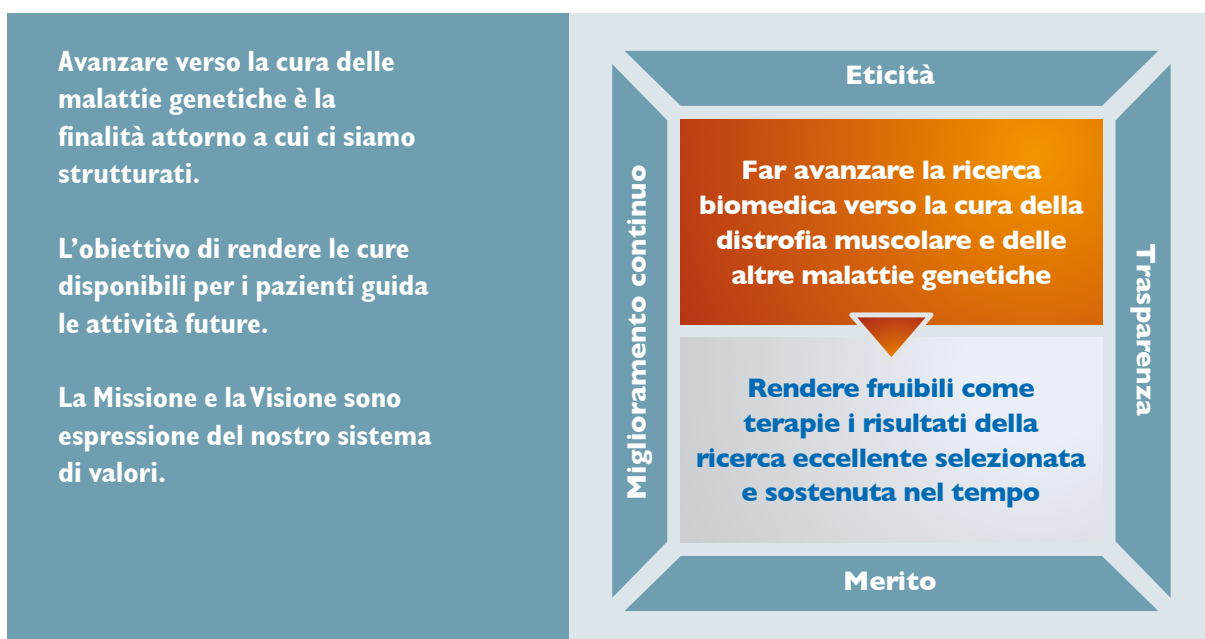 Avanzare verso la cura delle
malattie genetiche è la
finalità attorno a cui ci siamo
strutturati.
L’obiettivo di rendere le cure
disponibili per i pazienti guida
le attività future.
La Missione e la Visione sono
espressione del nostro sistema
di valori.
Eticità
Miglioramento continuo
Far avanzare la ricerca
biomedica verso la cura della
distrofia muscolare e delle
altre malattie genetiche
Rendere fruibili come
terapie i risultati della
ricerca eccellente selezionata
e sostenuta nel tempo
Trasparenza
Merito